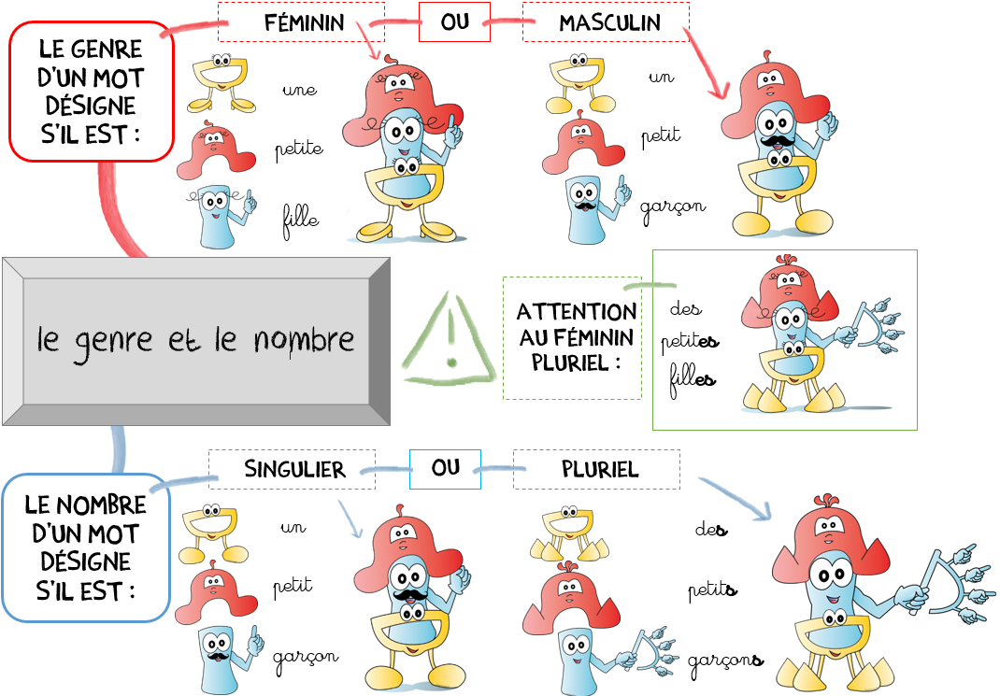 LE GENRE
D'UN MOT
DÉSIGNE
S'IL EST :
FÉMININ
OU
MASCULIN
une
petite
fille
un
petit
garçon
le genre et le nombre
ATTENTION
AU FÉMININ
PLURIEL :
des
petites
filles
LE NOMBRE
D'UN MOT
DÉSIGNE
S'IL EST :
SINGULIER
OU
PLURIEL
un
petit
garçon
des
petits
garçons